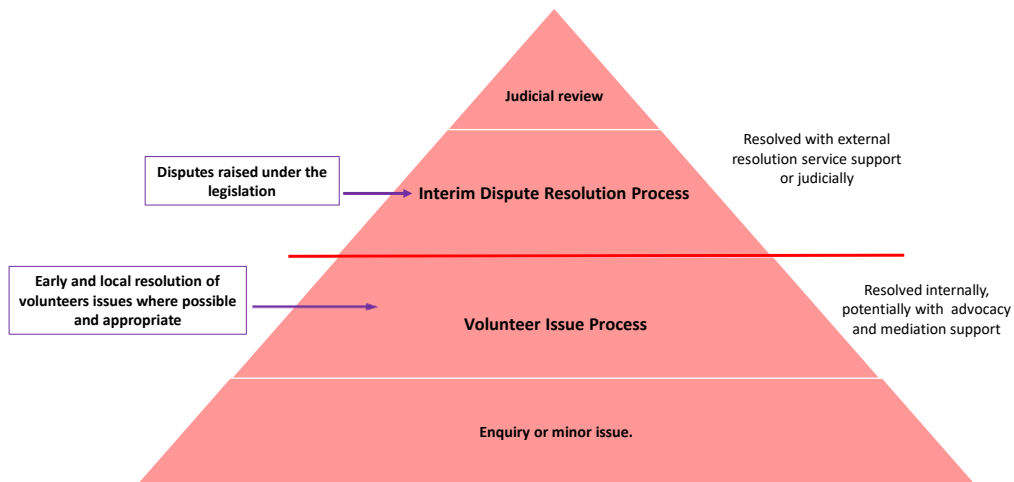 Judicial review
Resolved with external
resolution service support
or judicially
Disputes raised under the
legislation
Interim Dispute Resolution Process
Early and local resolution of
volunteers issues where possible
and appropriate
Resolved internally,
potentially with  advocacy
and mediation support
Volunteer Issue Process
Enquiry or minor issue.